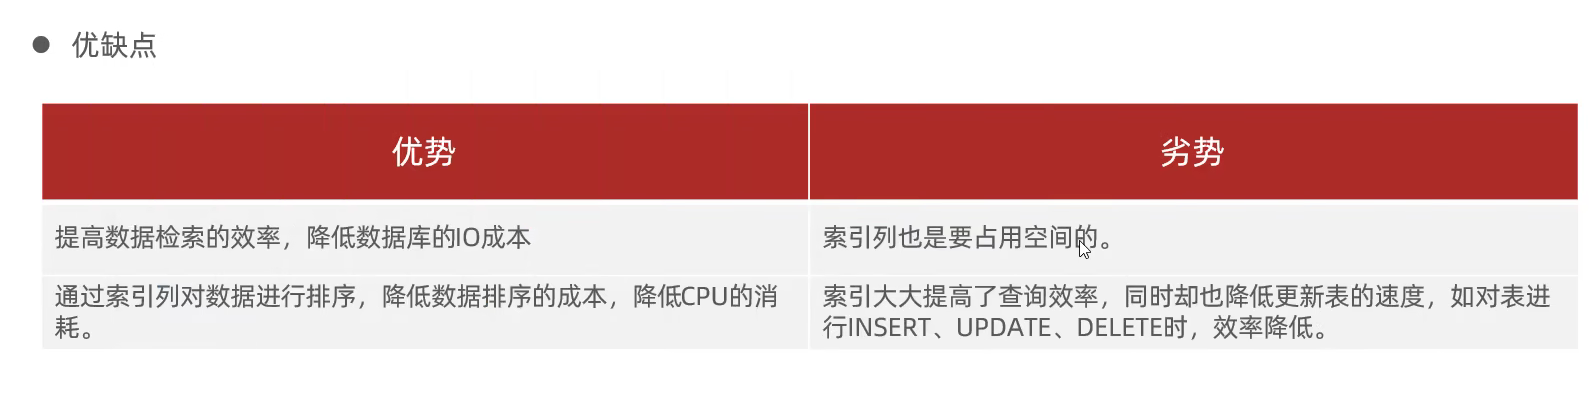 优缺点
优势
劣势
提高数据检索的效率，降低数据库的IO成本
索引列也是要占用空间的。
通过索引列对数据进行排序，降低数据排序的成本，降低CPU的消
耗。
索引大大提高了查询效率，同时却也降低更新表的速度，如对表进
行INSERT、UPDATE、DELETE时，效率降低。